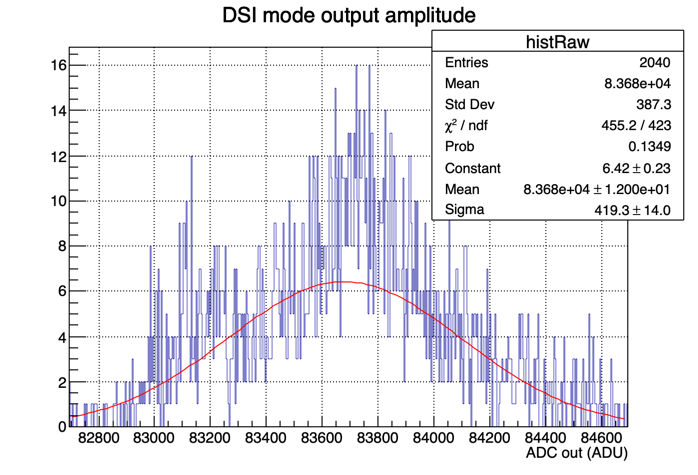 DSI mode output amplitude
histRaw
Entries 2040
Mean 8.368e+04
Std Dev 387.3
χ² / ndf 455.2 / 423
Prob 0.1349
Constant 6.42 ± 0.23
Mean 8.368e+04 ± 1.200e+01
Sigma 419.3 ± 14.0
16
14
12
10
8
6
4
2
0
82800 83000 83200 83400 83600 83800 84000 84200 84400 84600
ADC out (ADU)